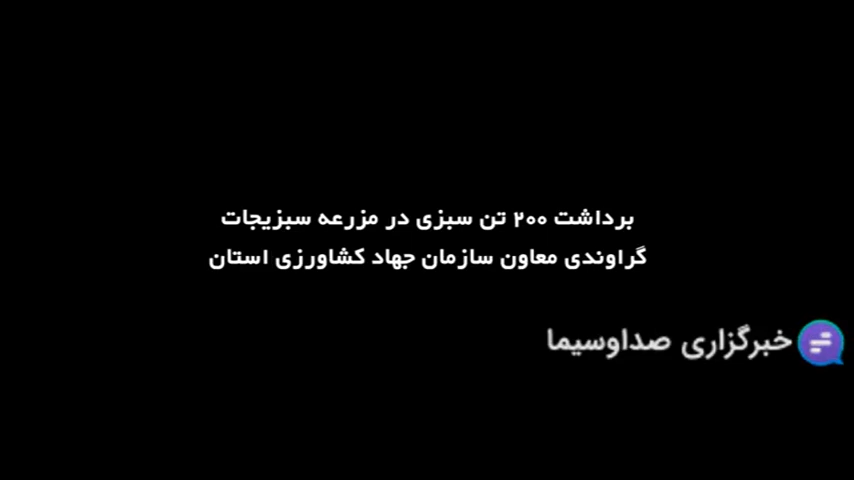 برداشت ۲۰۰ تن سبزی در مزرعه سبزیجات
گراوندی معاون سازمان جهاد کشاورزی استان
خبرگزاری صداوسیما